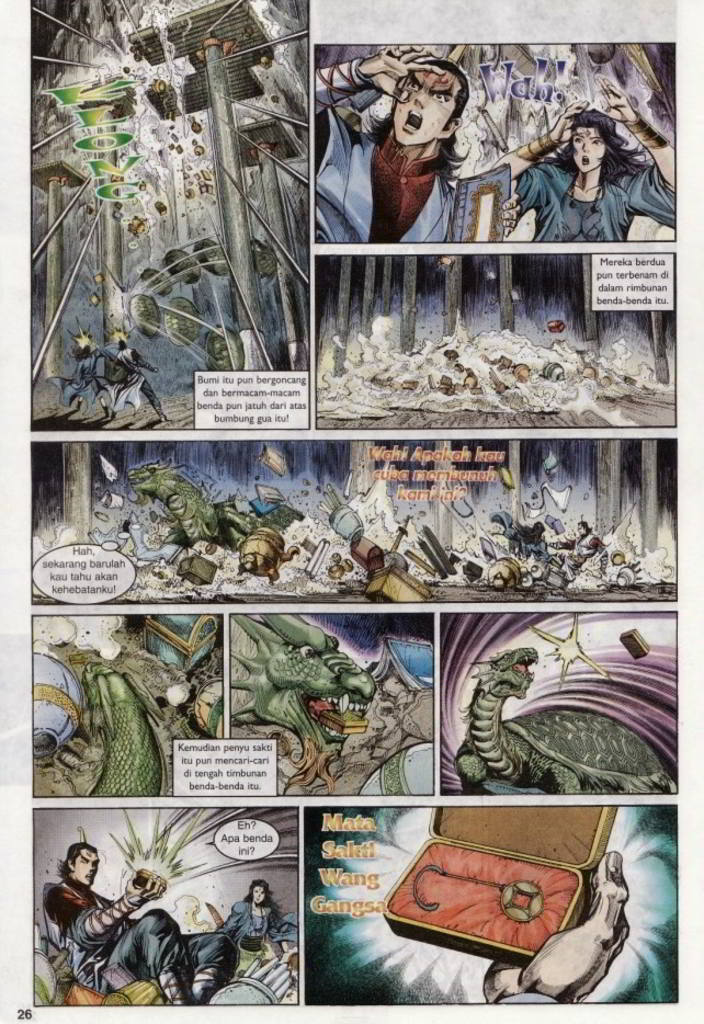 KLONG
Bumi itu pun bergoncang
dan bermacam-macam
benda pun jatuh dari atas
bumbung gua itu!
Wah!
Mereka berdua
pun terbenam di
dalam rimbunan
benda-benda itu.
Hah,
sekarang barulah
kau tahu akan
kehebatanku!
Wah! Apakah kau
cuba membunuh
kami ini?
Kemudian penyu sakti
itu pun mencari-cari
di tengah timbunan
benda-benda itu.
Eh?
Apa benda
ini?
Mata
Sakti
Wang
Gangsa
26